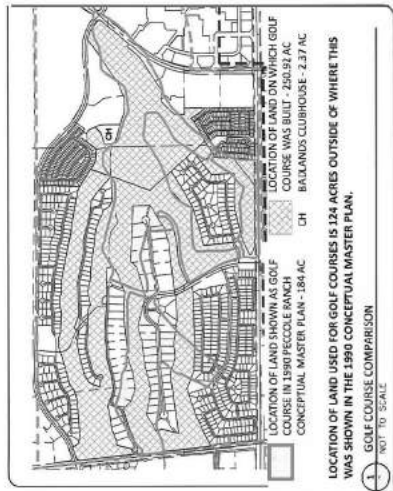 CH
LOCATION OF LAND SHOWN AS GOLF
COURSE IN 1990 PECCOLE RANCH
CONCEPTUAL MASTER PLAN - 184 AC
LOCATION OF LAND ON WHICH GOLF
COURSE WAS BUILT - 250.92 AC
CH BADLANDS CLUBHOUSE - 2.37 AC
LOCATION OF LAND USED FOR GOLF COURSES IS 124 ACRES OUTSIDE OF WHERE THIS
WAS SHOWN IN THE 1990 CONCEPTUAL MASTER PLAN.
1 GOLF COURSE COMPARISON
NOT TO SCALE